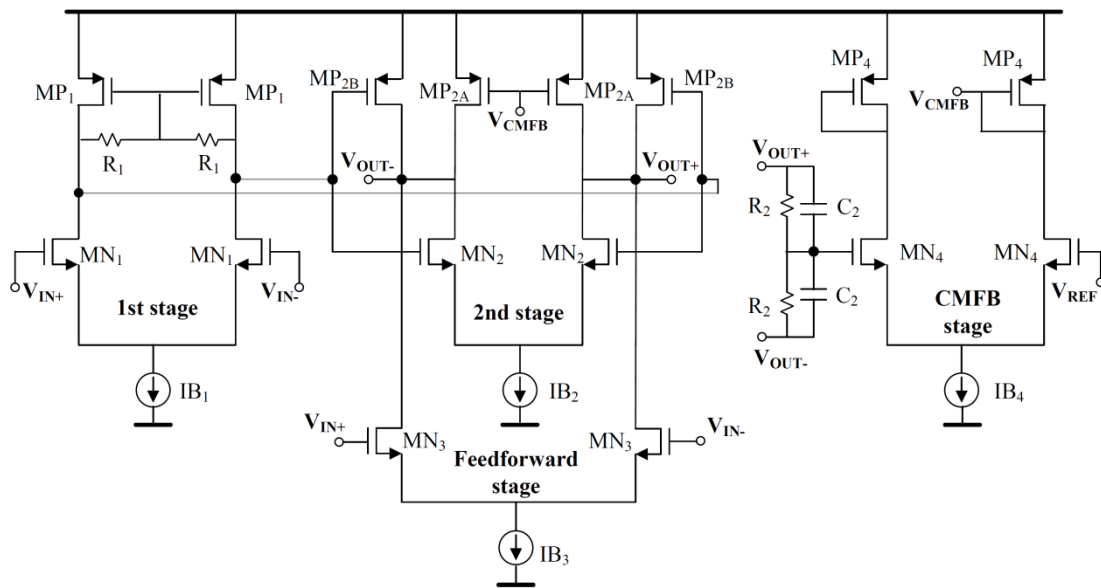 MP1
MP1
R1
R1
MN1
MN1
VIN+
VIN-
1st stage
IB1
MP2B
MP2A
MP2A
MP2B
VCMFB
VOUT-
VOUT+
MN2
MN2
2nd stage
IB2
VIN+
MN3
MN3
VIN-
Feedforward
stage
IB3
MP4
MP4
VCMFB
VOUT+
R2
C2
R2
C2
VOUT-
MN4
MN4
VREF
CMFB
stage
IB4